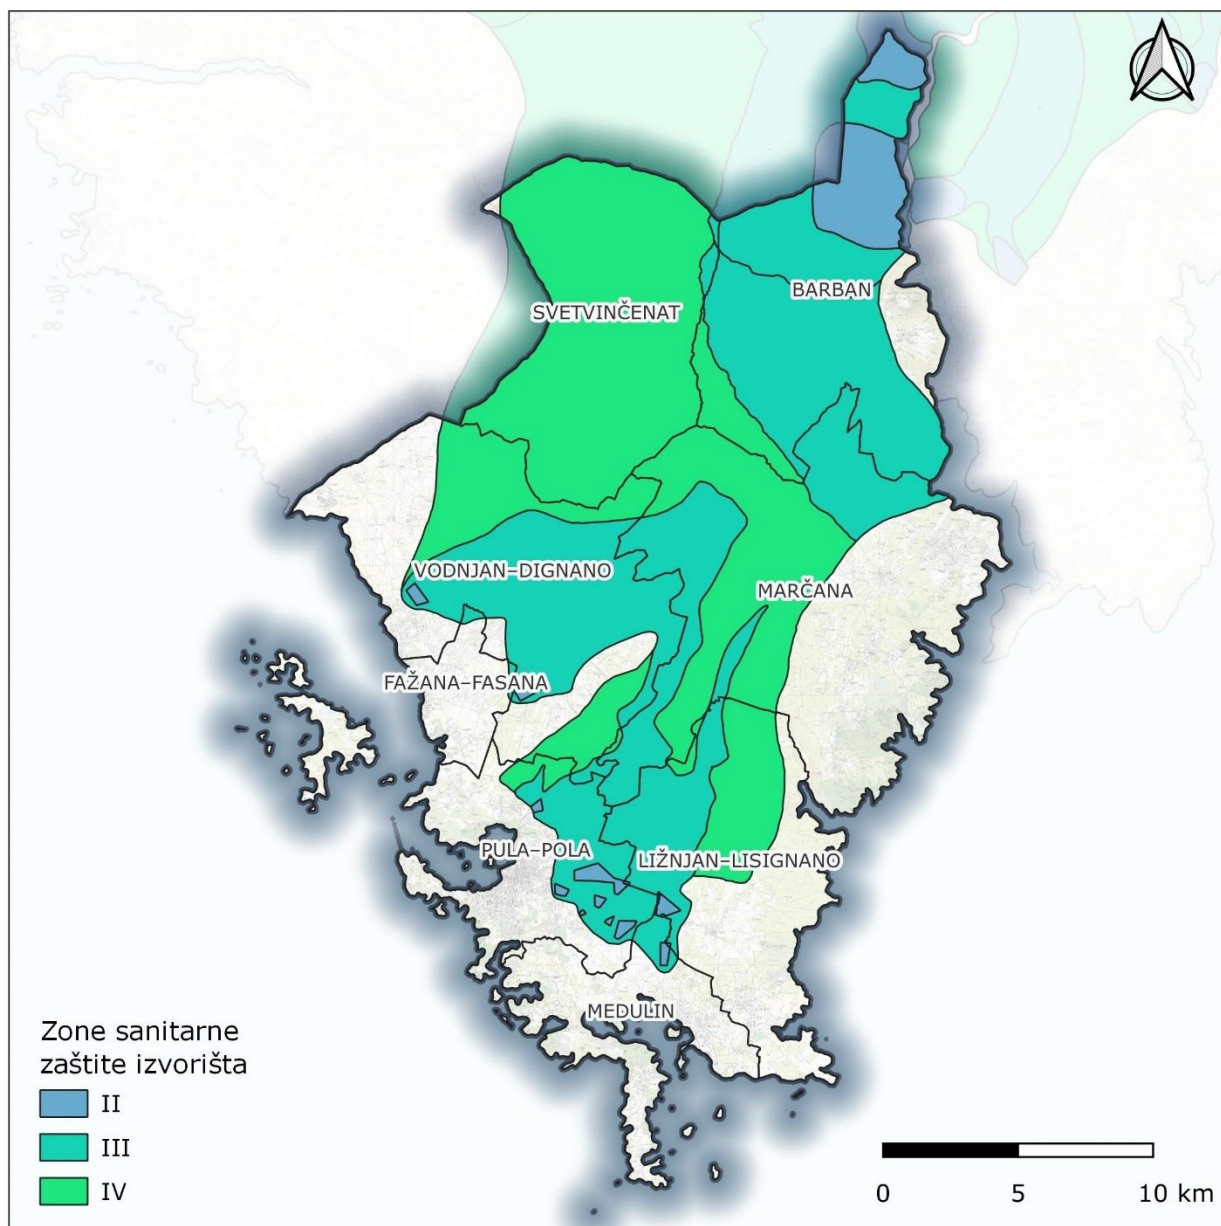 SVETVINČENAT
BARBAN
VODNJAN–DIGNANO
MARČANA
FAŽANA–FASANA
PULA–POLA
LIŽNJAN–LISIGNANO
MEDULIN
Zone sanitarne
zaštite izvorišta
II
III
IV
0 5 10 km